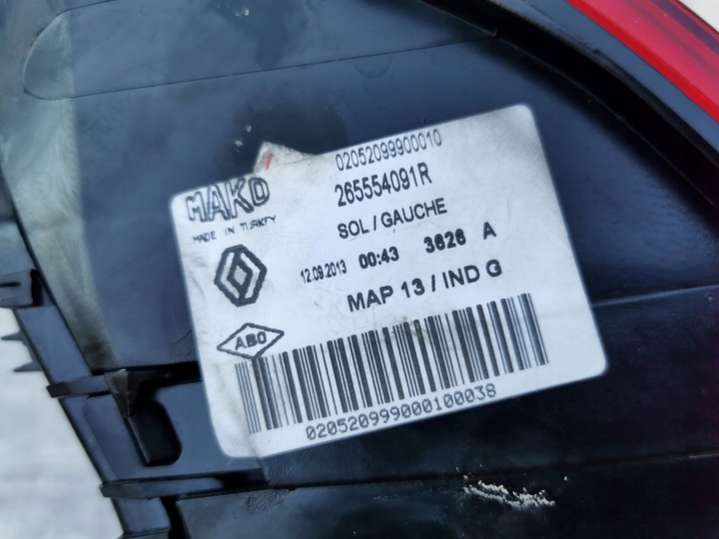 02052099900010
MAKO
265554091R
MADE IN TURKEY
SOL / GAUCHE
12.09.2013 00:43 3626 A
MAP 13 / IND G
ABO
020520999000100038